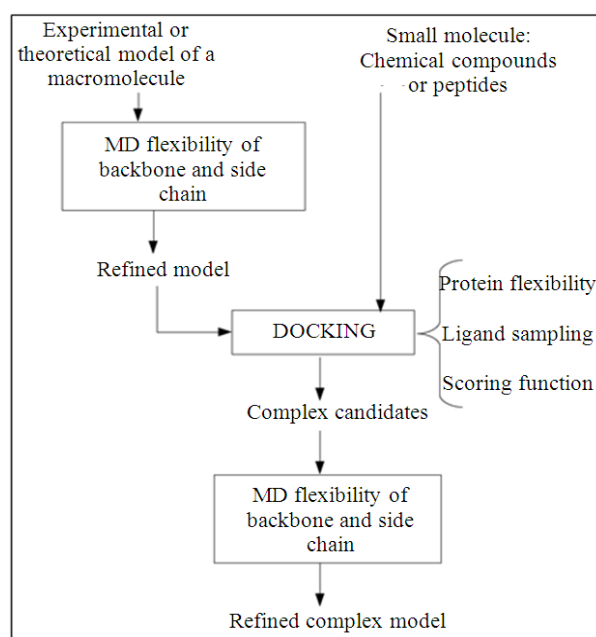 Experimental or
theoretical model of a
macromolecule
Small molecule:
Chemical compounds
or peptides
MD flexibility of
backbone and side
chain
Refined model
DOCKING
Protein flexibility
Ligand sampling
Scoring function
Complex candidates
MD flexibility of
backbone and side
chain
Refined complex model